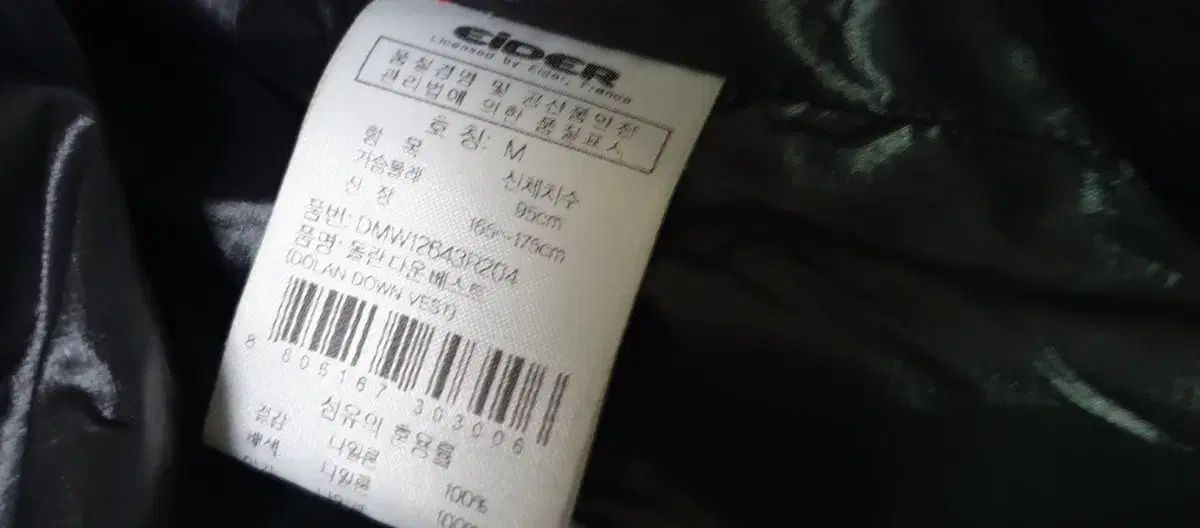 EIDER
Licensed by Eider, France
품질경영 및 공산품안전
관리법에 의한 품질표시
호 칭: M
항 목 신체치수
가슴둘레 95cm
신 장 165~175cm
품번: DMW12643R204
품명: 돌란다운베스트
(DOLAN DOWN VEST)
8 805167 303006
섬유의 혼용률
겉감 나일론 100%
배색 나일론 100%